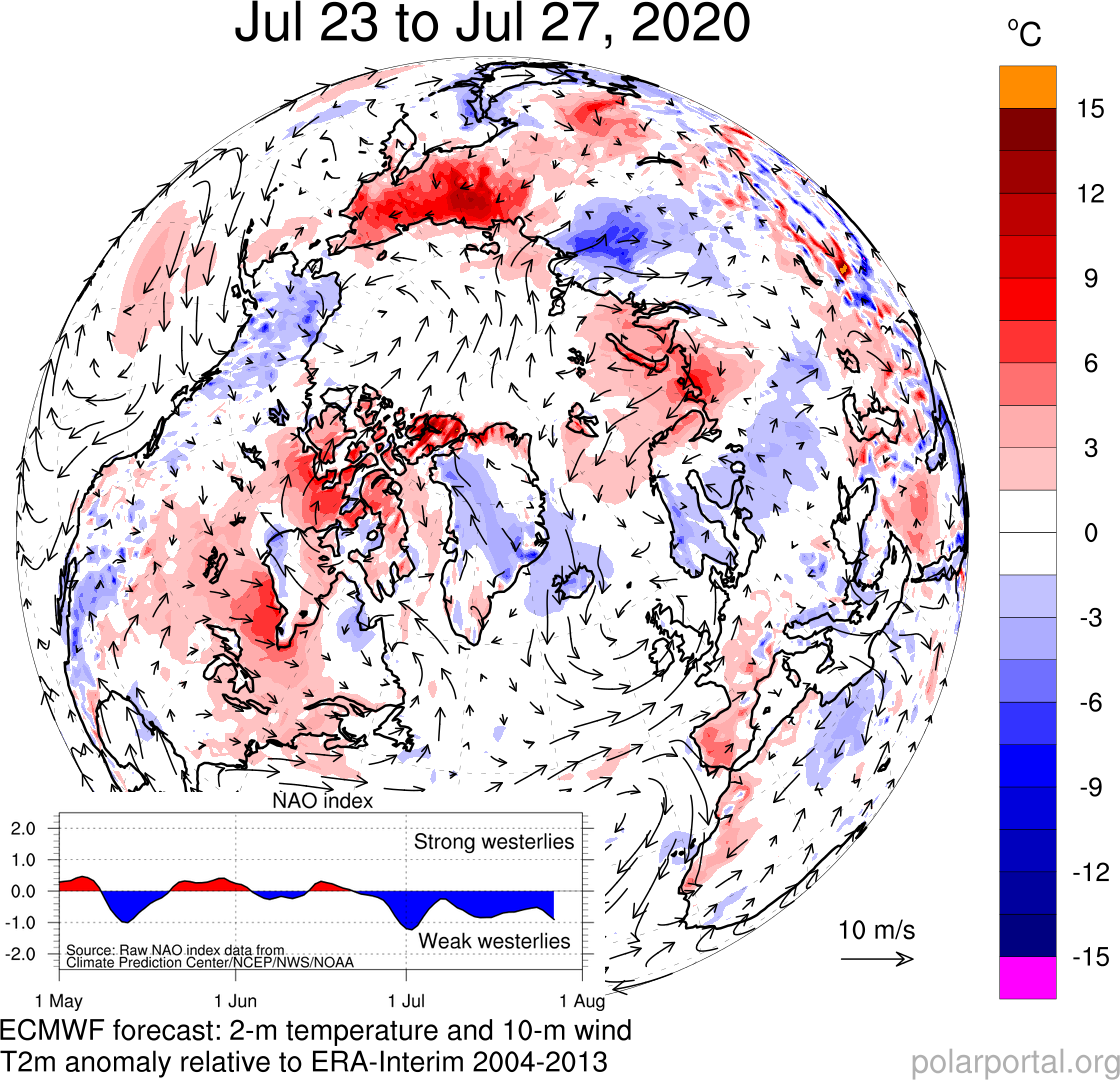 Jul 23 to Jul 27, 2020
°C
15
12
9
6
3
0
-3
-6
-9
-12
-15
NAO index
2.0
1.0
0.0
-1.0
-2.0
Strong westerlies
Weak westerlies
Source: Raw NAO index data from
Climate Prediction Center/NCEP/NWS/NOAA
1 May
1 Jun
1 Jul
1 Aug
10 m/s
ECMWF forecast: 2-m temperature and 10-m wind
T2m anomaly relative to ERA-Interim 2004-2013
polarportal.org